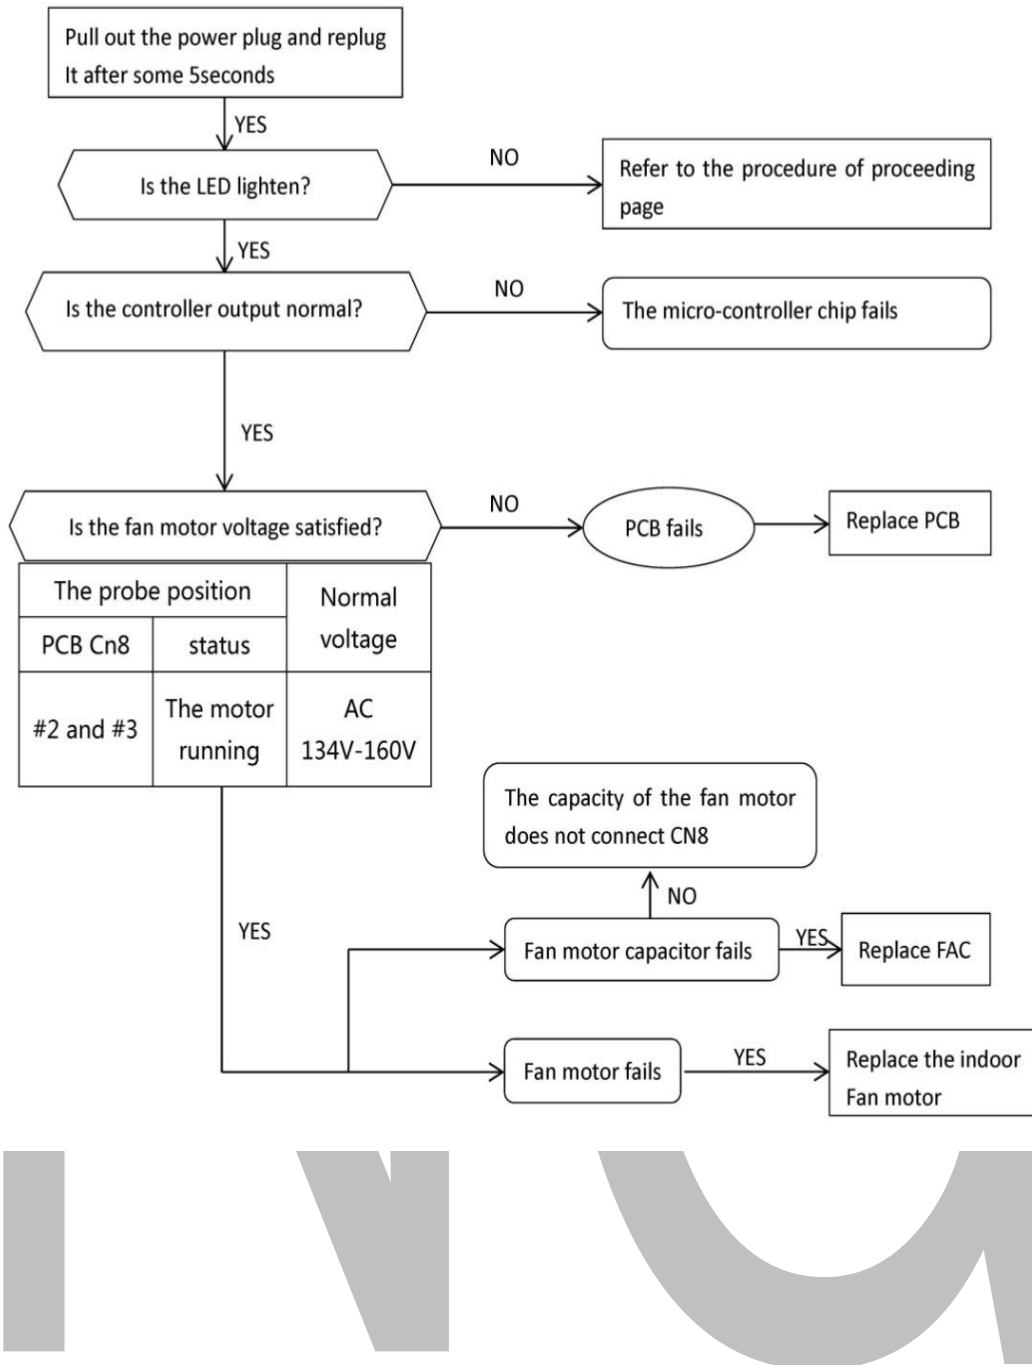 Pull out the power plug and replug
It after some 5seconds
YES
Is the LED lighten?
NO
Refer to the procedure of proceeding
page
YES
Is the controller output normal?
NO
The micro-controller chip fails
YES
Is the fan motor voltage satisfied?
NO
PCB fails
Replace PCB
The probe position
Normal
voltage
PCB Cn8
status
#2 and #3
The motor
running
AC
134V-160V
The capacity of the fan motor
does not connect CN8
NO
YES
Fan motor capacitor fails
YES
Replace FAC
Fan motor fails
YES
Replace the indoor
Fan motor